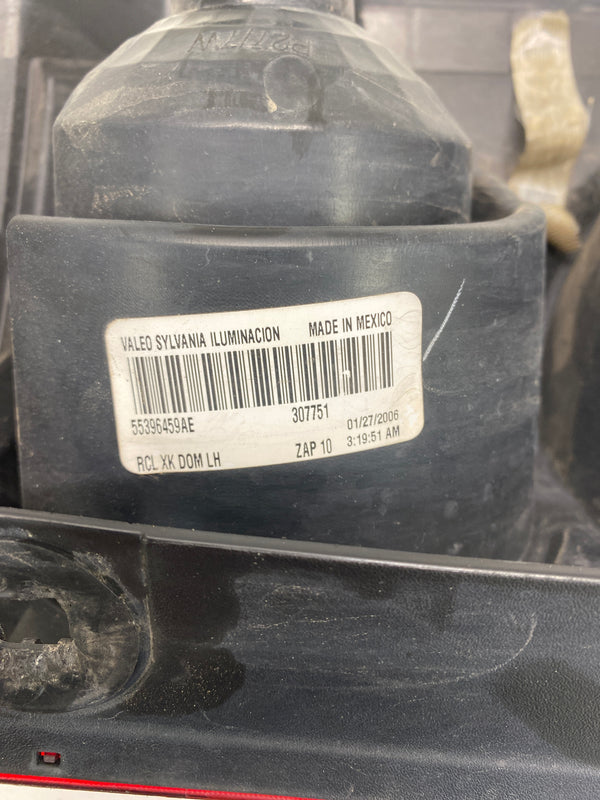 VALEO SYLVANIA ILUMINACION MADE IN MEXICO
55396459AE 307751 01/27/2006
RCL XK DOM LH ZAP 10 3:19:51 AM